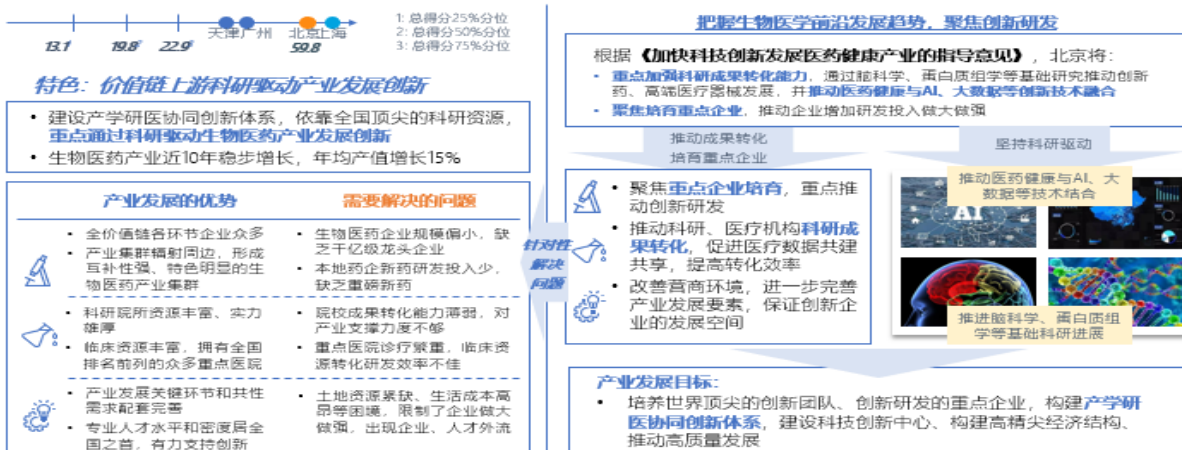 天津广州
北京上海
13.1
19.8
22.9
59.8
1: 总得分25%分位
2: 总得分50%分位
3: 总得分75%分位
特色：价值链上游科研驱动产业发展创新
• 建设产学研医协同创新体系，依靠全国顶尖的科研资源，
重点通过科研驱动生物医药产业发展创新
• 生物医药产业近10年稳步增长，年均产值增长15%
产业发展的优势
• 全价值链各环节企业众多
• 产业集群辐射周边，形成
互补性强、特色明显的生
物医药产业集群
• 科研院所资源丰富、实力
雄厚
• 临床资源丰富，拥有全国
排名前列的众多重点医院
• 产业发展关键环节和共性
需求配套完善
• 专业人才水平和密度居全
国之首，有力支持创新
需要解决的问题
• 生物医药企业规模偏小，缺
乏千亿级龙头企业
• 本地药企新药研发投入少，
缺乏重磅新药
• 院校成果转化能力薄弱，对
产业支撑力度不够
• 重点医院诊疗繁重，临床资
源转化研发效率不佳
• 土地资源紧缺、生活成本高
昂等困境，限制了企业做大
做强，出现企业、人才外流
针对性
解决
问题
把握生物医学前沿发展趋势，聚焦创新研发
根据《加快科技创新发展医药健康产业的指导意见》，北京将：
• 重点加强科研成果转化能力，通过脑科学、蛋白质组学等基础研究推动创新
药、高端医疗器械发展，并推动医药健康与AI、大数据等创新技术融合
• 聚焦培育重点企业，推动企业增加研发投入做大做强
推动成果转化
培育重点企业
坚持科研驱动
• 聚焦重点企业培育，重点推
动创新研发
• 推动科研、医疗机构科研成
果转化，促进医疗数据共建
共享，提高转化效率
• 改善营商环境，进一步完善
产业发展要素，保证创新企
业的发展空间
推动医药健康与AI、大
数据等技术结合
AI
推进脑科学、蛋白质组
学等基础科研进展
产业发展目标：
• 培养世界顶尖的创新团队、创新研发的重点企业，构建产学研
医协同创新体系，建设科技创新中心、构建高精尖经济结构、
推动高质量发展